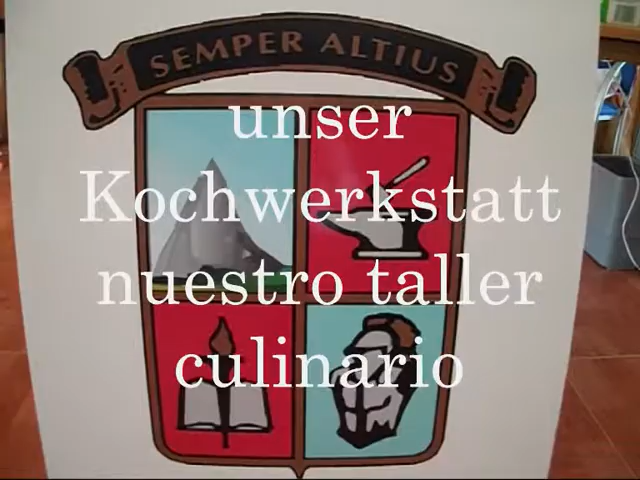 SEMPER ALTIUS
unser
Kochwerkstatt
nuestro taller
culinario